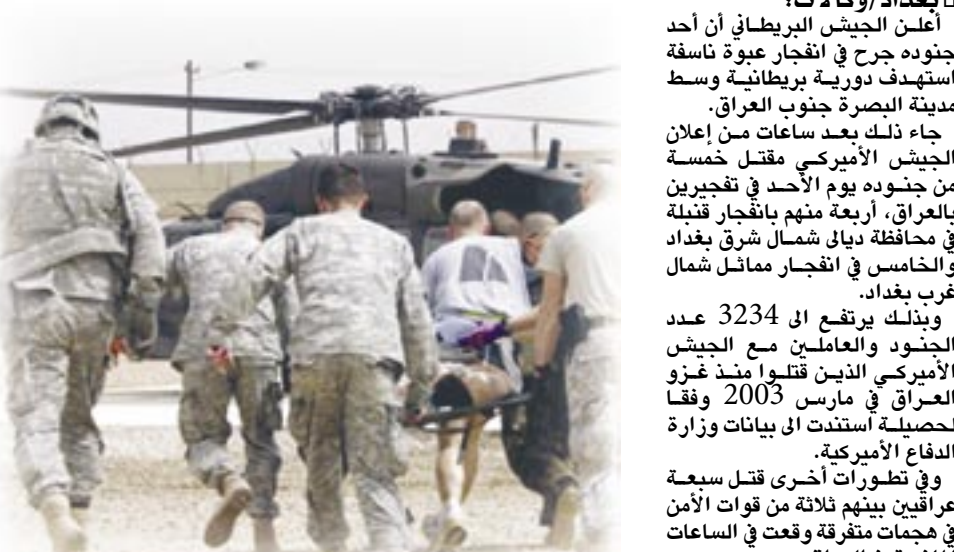 بغداد/وكالات:
أعلن الجيش البريطاني أن أحد
جنوده جرح في انفجار عبوة ناسفة
استهدف دورية بريطانية وسط
مدينة البصرة جنوب العراق.
جاء ذلك بعد ساعات من إعلان
الجيش الأميركي مقتل خمسة
من جنوده يوم الأحد في تفجيرين
بالعراق، أربعة منهم بانفجار قنبلة
في محافظة ديالى شمال شرق بغداد
والخامس في انفجار مماثل شمال
غرب بغداد.
وبذلك يرتفع الى 3234 عدد
الجنود والعاملين مع الجيش
الأميركي الذين قتلوا منذ غزو
العراق في مارس 2003 وفقا
لحصيلة استندت الى بيانات وزارة
الدفاع الأميركية.
وفي تطورات أخرى قتل سبعة
عراقيين بينهم ثلاثة من قوات الأمن
في هجمات متفرقة وقعت في الساعات